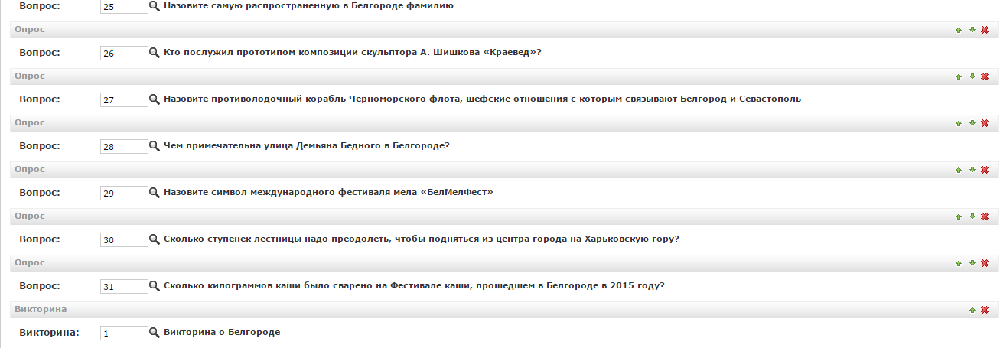 Вопрос: 25 Назовите самую распространенную в Белгороде фамилию
Опрос
Вопрос: 26 Кто послужил прототипом композиции скульптора А. Шишкова «Краевед»?
Опрос
Вопрос: 27 Назовите противолодочный корабль Черноморского флота, шефские отношения с которым связывают Белгород и Севастополь
Опрос
Вопрос: 28 Чем примечательна улица Демьяна Бедного в Белгороде?
Опрос
Вопрос: 29 Назовите символ международного фестиваля мела «БелМелФест»
Опрос
Вопрос: 30 Сколько ступенек лестницы надо преодолеть, чтобы подняться из центра города на Харьковскую гору?
Опрос
Вопрос: 31 Сколько килограммов каши было сварено на Фестивале каши, прошедшем в Белгороде в 2015 году?
Викторина
Викторина: 1 Викторина о Белгороде